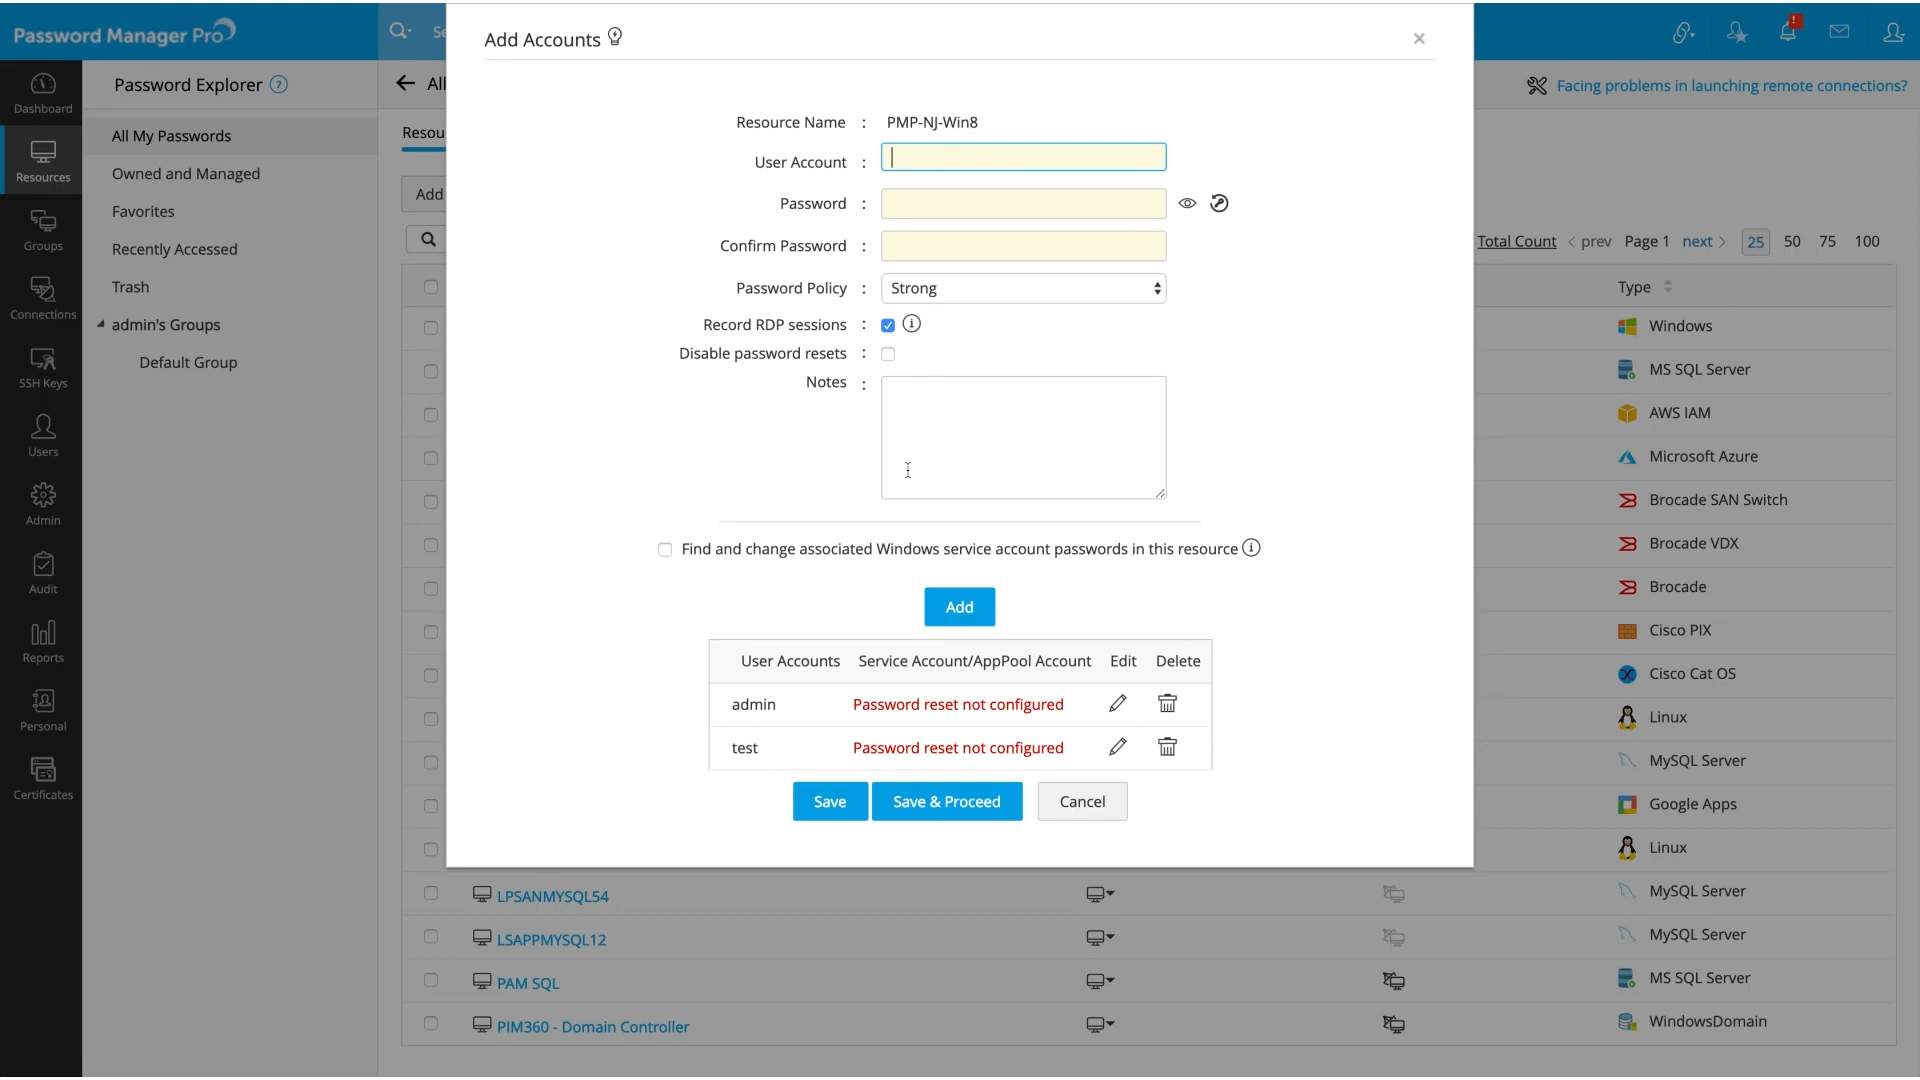 Password Manager Pro
Se
Add Accounts
×
Dashboard
Resources
Groups
Connections
SSH Keys
Users
Admin
Audit
Reports
Personal
Certificates
Password Explorer ?
All My Passwords
Owned and Managed
Favorites
Recently Accessed
Trash
admin's Groups
Default Group
All
Resou
Add
Facing problems in launching remote connections?
Resource Name : PMP-NJ-Win8
User Account :
Password :
Confirm Password :
Password Policy : Strong
Record RDP sessions :
Disable password resets :
Notes :
Find and change associated Windows service account passwords in this resource
Add
User Accounts Service Account/AppPool Account Edit Delete
admin Password reset not configured
test Password reset not configured
Save Save & Proceed Cancel
Total Count < prev Page 1 next > 25 50 75 100
Type
Windows
MS SQL Server
AWS IAM
Microsoft Azure
Brocade SAN Switch
Brocade VDX
Brocade
Cisco PIX
Cisco Cat OS
Linux
MySQL Server
Google Apps
Linux
LPSANMYSQL54 MySQL Server
LSAPPMYSQL12 MySQL Server
PAM SQL MS SQL Server
PIM360 - Domain Controller WindowsDomain